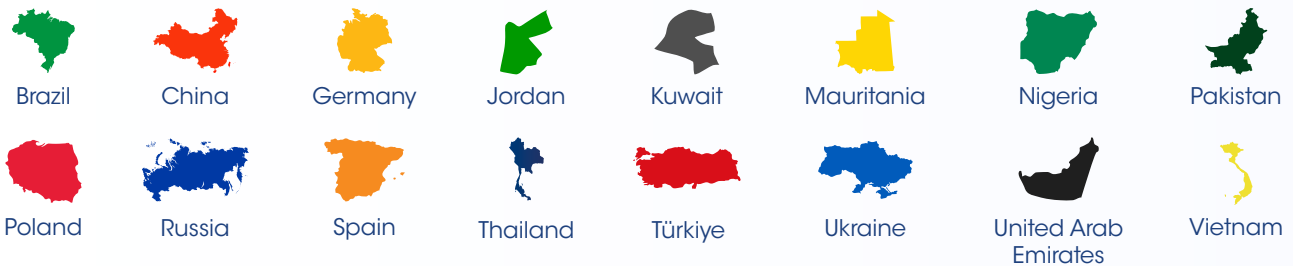 Brazil
China
Germany
Jordan
Kuwait
Mauritania
Nigeria
Pakistan
Poland
Russia
Spain
Thailand
Türkiye
Ukraine
United Arab
Emirates
Vietnam